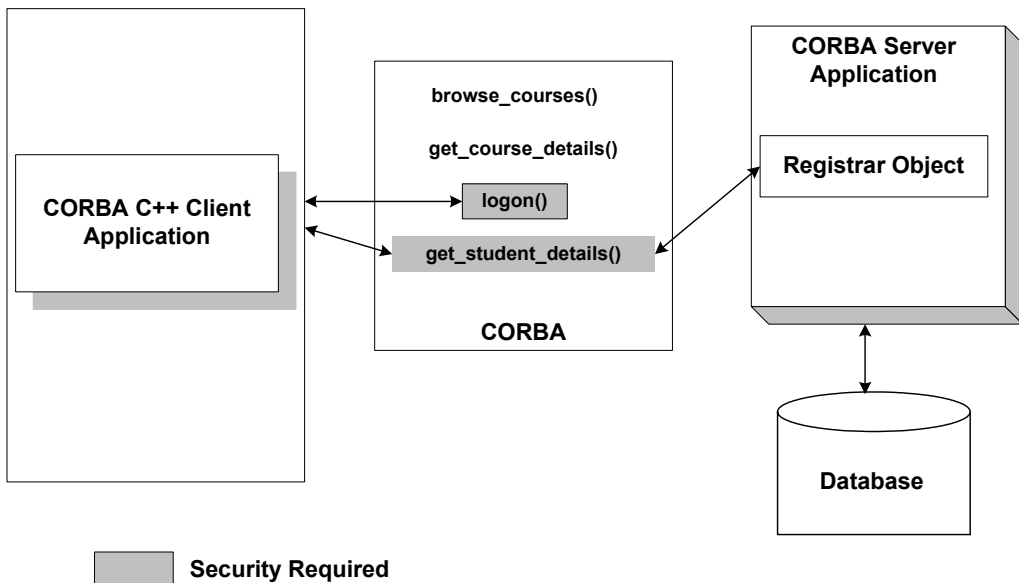 CORBA C++ Client
Application
browse_courses()
get_course_details()
logon()
get_student_details()
CORBA
CORBA Server
Application
Registrar Object
Database
Security Required